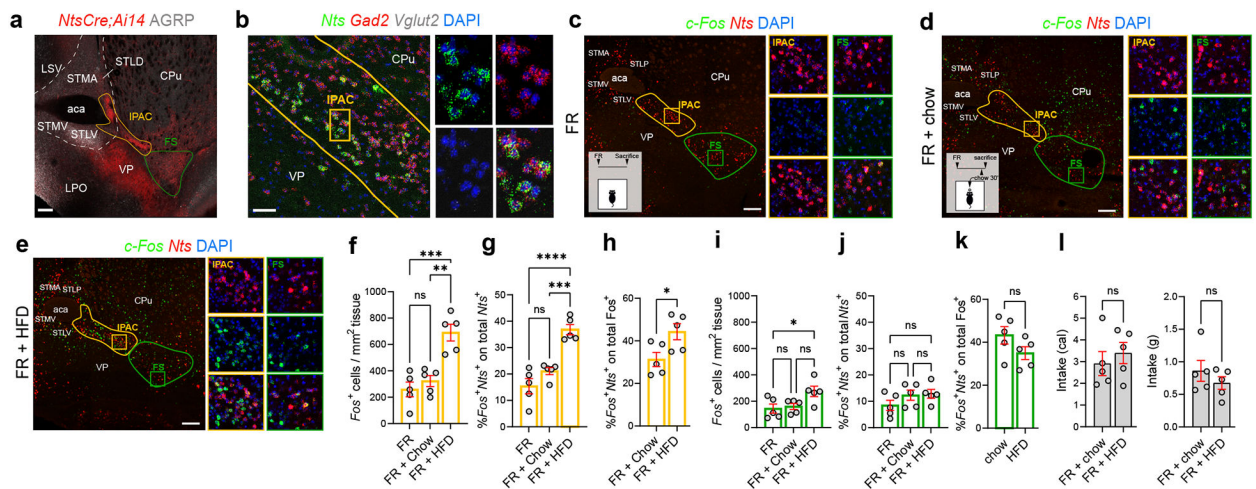 a
NtsCre;Ai14 AGRP
LSV
STMA
STLD
CPu
aca
IPAC
STMV
STLV
FS
VP
LPO
b
Nts Gad2 Vglut2 DAPI
CPu
IPAC
VP
c
c-Fos Nts DAPI
FR
STMA
STLP
CPu
aca
STMV
STLV
IPAC
VP
FS
FR Sacrifice
IPAC
FS
d
c-Fos Nts DAPI
FR + chow
STMA
STLP
aca
CPu
STMV
STLV
IPAC
VP
FS
FR sacrifice
chow 30'
IPAC
FS
e
c-Fos Nts DAPI
FR + HFD
STMA STLP
CPu
aca
STMV
STLV
IPAC
VP
FS
IPAC
FS
f
***
**
ns
Fos+ cells / mm2 tissue
1000
800
600
400
200
0
FR
FR + Chow
FR + HFD
g
****
***
ns
%Fos+Nts+ on total Nts+
50
40
30
20
10
0
FR
FR + Chow
FR + HFD
h
*
%Fos+Nts+ on total Fos+
60
40
20
0
FR + Chow
FR + HFD
i
*
ns
ns
Fos+ cells / mm2 tissue
1000
800
600
400
200
0
FR
FR + Chow
FR + HFD
j
ns
ns
ns
%Fos+Nts+ on total Nts+
50
40
30
20
10
0
FR
FR + Chow
FR + HFD
k
ns
%Fos+Nts+ on total Fos+
60
40
20
0
chow
HFD
l
ns
Intake (cal)
6
5
4
3
2
1
0
FR + chow
FR + HFD
ns
Intake (g)
2.0
1.5
1.0
0.5
0.0
FR + chow
FR + HFD